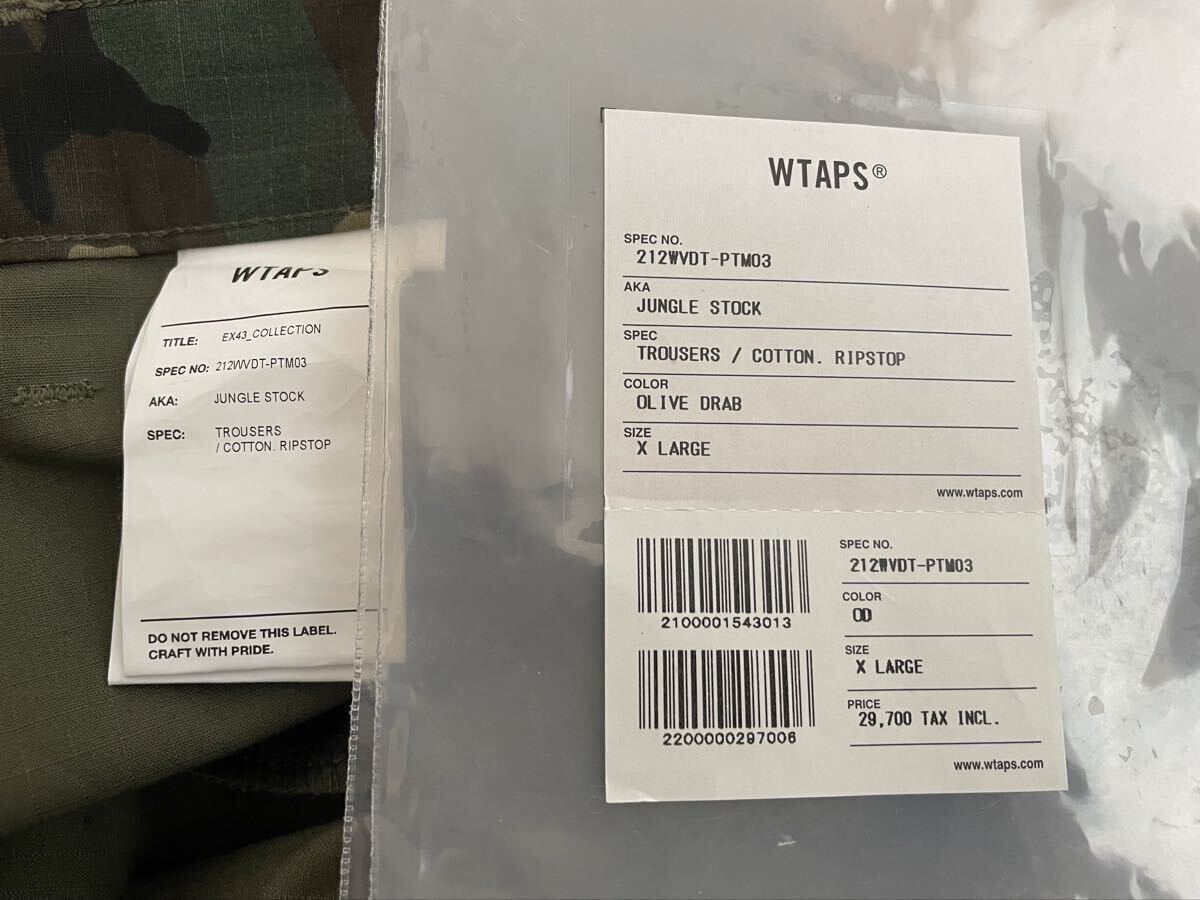 WTAPS
TITLE: EX43_COLLECTION
SPEC NO: 212WVDT-PTM03
AKA: JUNGLE STOCK
SPEC: TROUSERS
/ COTTON. RIPSTOP
DO NOT REMOVE THIS LABEL.
CRAFT WITH PRIDE.
WTAPS®
SPEC NO.
212WVDT-PTM03
AKA
JUNGLE STOCK
SPEC
TROUSERS / COTTON. RIPSTOP
COLOR
OLIVE DRAB
SIZE
X LARGE
www.wtaps.com
2100001543013
2200000297006
SPEC NO.
212WVDT-PTM03
COLOR
OD
SIZE
X LARGE
PRICE
29,700 TAX INCL.
www.wtaps.com